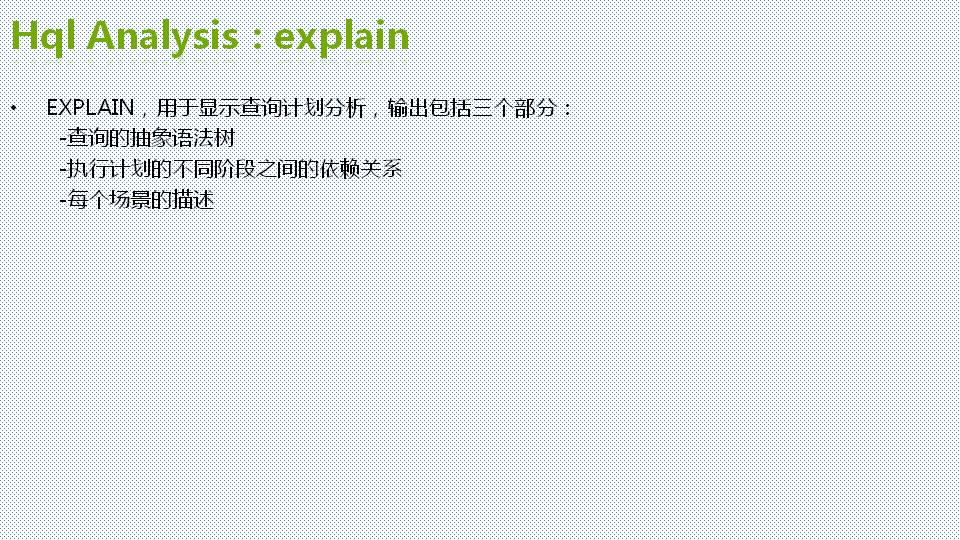 Hql Analysis：explain
• EXPLAIN，用于显示查询计划分析，输出包括三个部分：
-查询的抽象语法树
-执行计划的不同阶段之间的依赖关系
-每个场景的描述